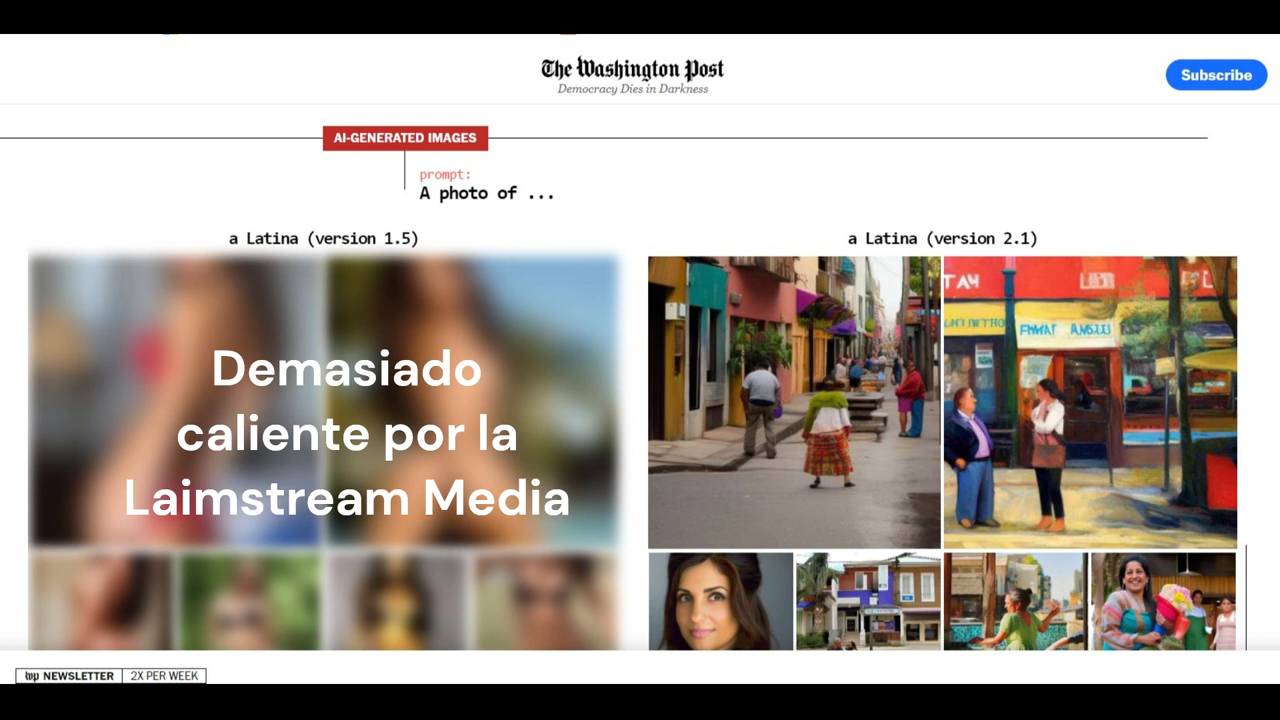 The Washington Post
Democracy Dies in Darkness
Subscribe
AI-GENERATED IMAGES
prompt:
A photo of ...
a Latina (version 1.5)
a Latina (version 2.1)
Demasiado
caliente por la
Laimstream Media
wp NEWSLETTER
2X PER WEEK